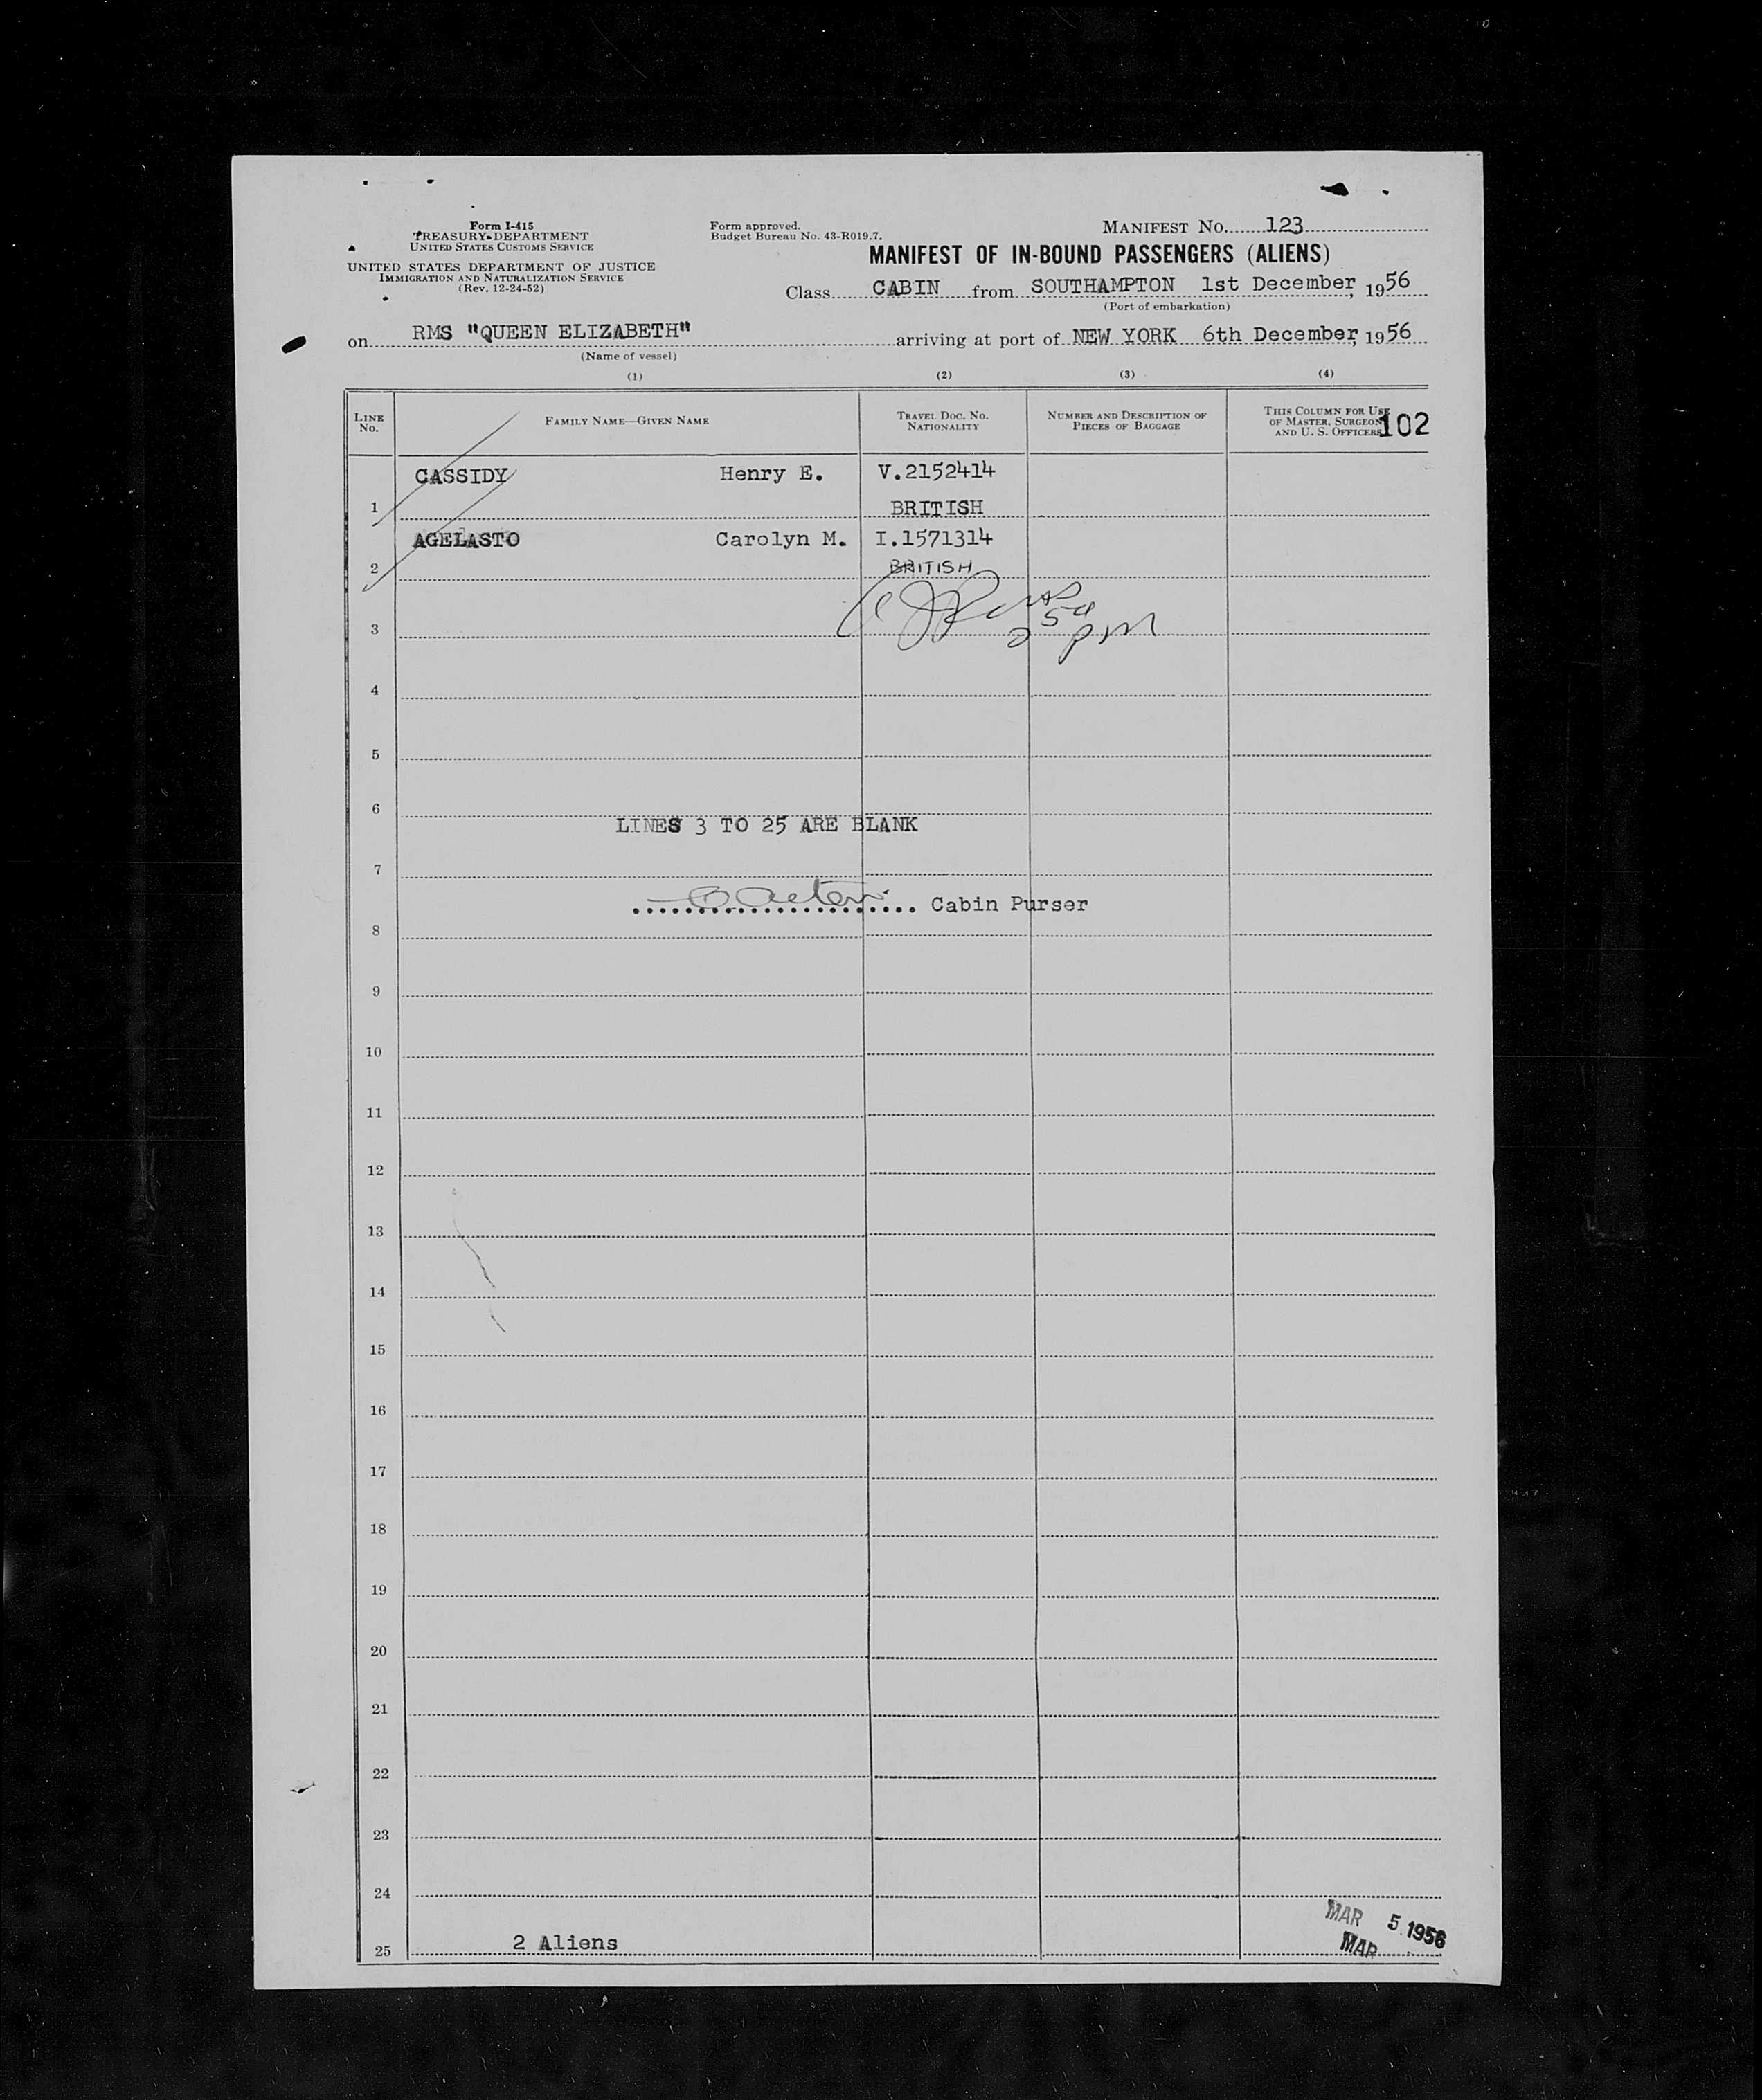 Form I-415
TREASURY DEPARTMENT
UNITED STATES CUSTOMS SERVICE
UNITED STATES DEPARTMENT OF JUSTICE
IMMIGRATION AND NATURALIZATION SERVICE
(Rev. 12-24-52)
Form approved.
Budget Bureau No. 43-R019.7.
MANIFEST No. 123
MANIFEST OF IN-BOUND PASSENGERS (ALIENS)
Class CABIN from SOUTHAMPTON 1st December, 1956
(Port of embarkation)
on RMS "QUEEN ELIZABETH" arriving at port of NEW YORK 6th December, 1956
(Name of vessel)
(1) (2) (3) (4)
LINE No. FAMILY NAME—GIVEN NAME TRAVEL DOC. NO. NATIONALITY NUMBER AND DESCRIPTION OF PIECES OF BAGGAGE THIS COLUMN FOR USE OF MASTER, SURGEON AND U. S. OFFICERS 102
CASSIDY Henry E. V.2152414
1 BRITISH
AGELASTO Carolyn M. I.1571314
2 BRITISH
3 pm
4
5
6
LINES 3 TO 25 ARE BLANK
7
Cabin Purser
8
9
10
11
12
13
14
15
16
17
18
19
20
21
22
23
24
MAR 5 1956
25 2 Aliens MAR